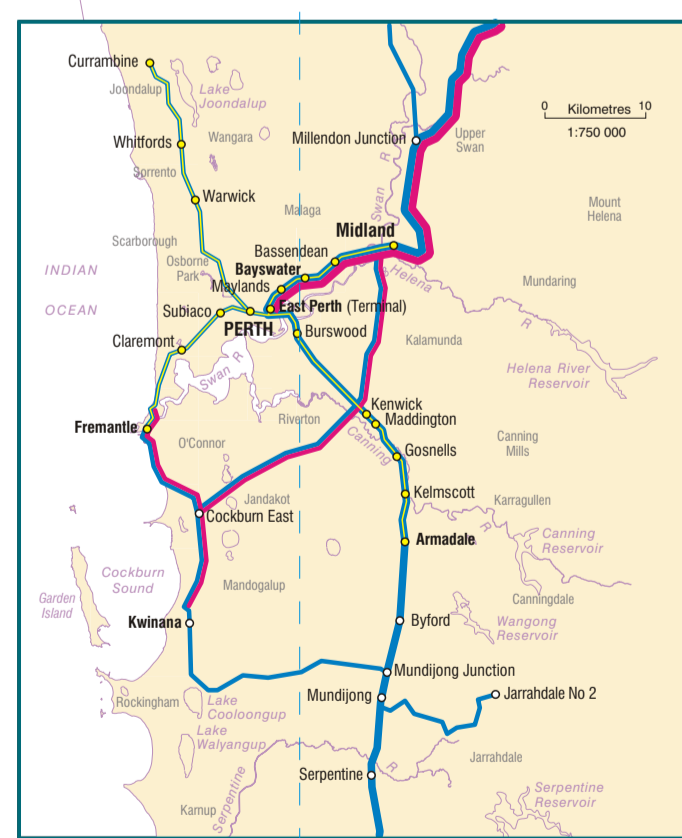 Currambine
Joondalup
Lake
Joondalup
0 Kilometres 10
1:750 000
Whitfords
Wangara
Millendon Junction
Upper
Swan
Sorrento
Warwick
Swan
R
Mount
Helena
Malaga
Midland
Scarborough
Bassendean
Osborne
Park
Bayswater
INDIAN
OCEAN
Helena
R
Mundaring
Maylands
East Perth (Terminal)
Subiaco
PERTH
Burswood
Claremont
Kalamunda
Swan R
Helena River
Reservoir
Kenwick
Maddington
Fremantle
Riverton
Canning
R
O'Connor
Gosnells
Canning
Mills
Kelmscott
Jandakot
Karragullen
Cockburn East
Armadale
Canning
Reservoir
Cockburn
Sound
Garden
Island
Mandogalup
Canningdale
Kwinana
Byford
Wangong
Reservoir
Mundijong Junction
Rockingham
Lake
Cooloongup
Mundijong
Jarrahdale No 2
Lake
Walyangup
Jarrahdale
Serpentine
R
Serpentine
Karnup
Serpentine
Reservoir